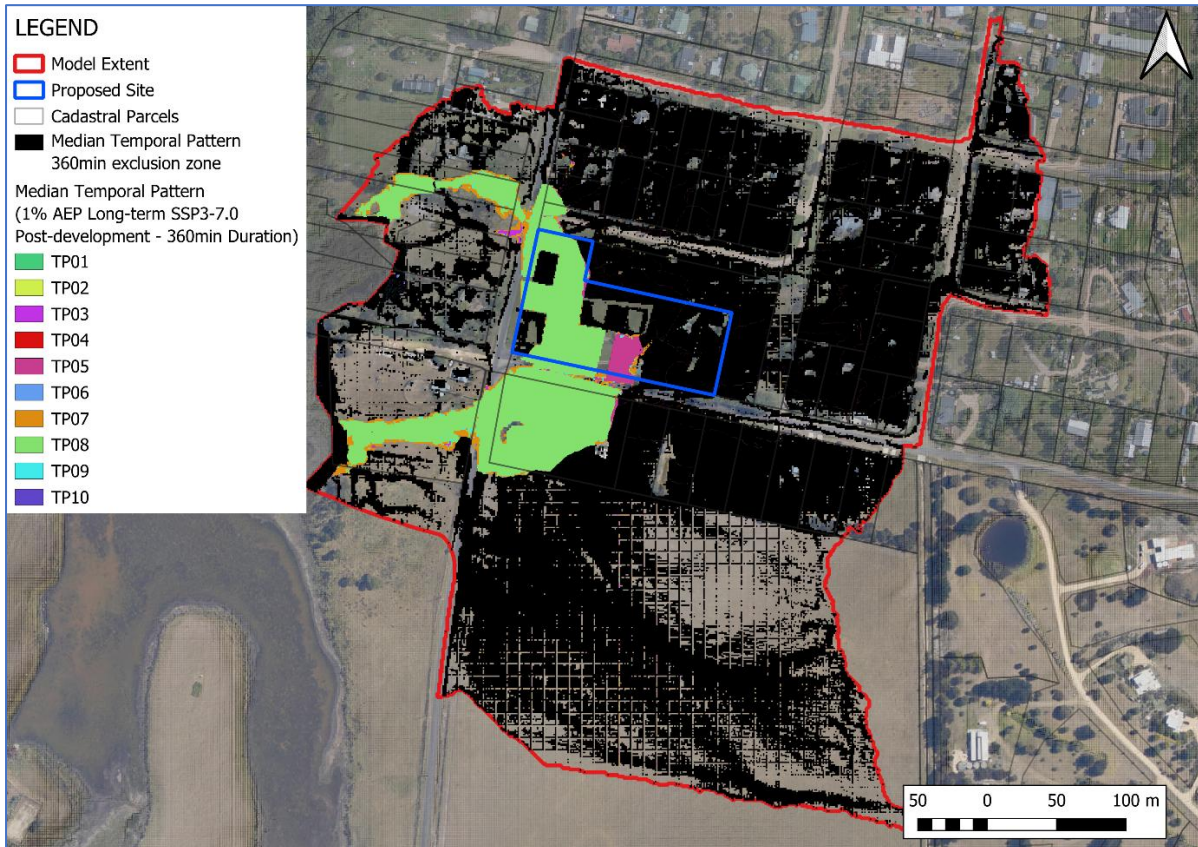 LEGEND
Model Extent
Proposed Site
Cadastral Parcels
Median Temporal Pattern
360min exclusion zone
Median Temporal Pattern
(1% AEP Long-term SSP3-7.0
Post-development - 360min Duration)
TP01
TP02
TP03
TP04
TP05
TP06
TP07
TP08
TP09
TP10
50 0 50 100 m